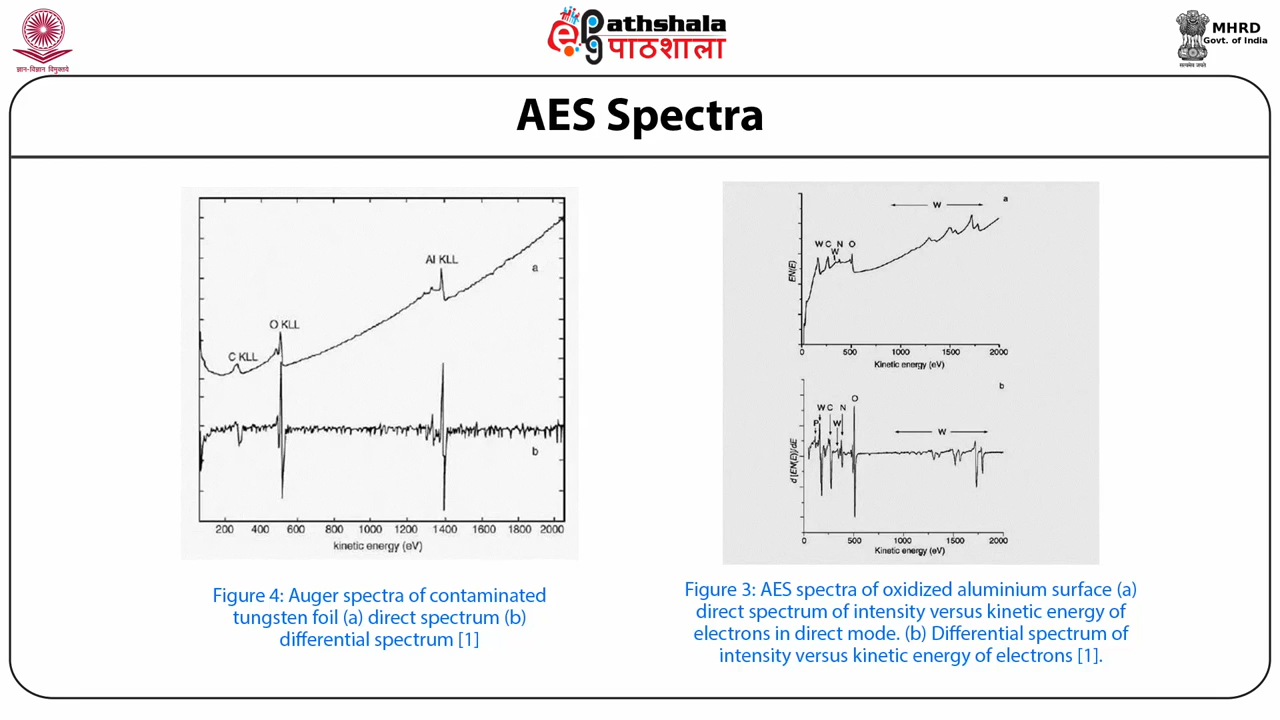 ज्ञान-विज्ञान विमुक्तये
ePathshala
पाठशाला
सत्यमेव जयते
MHRD
Govt. of India
AES Spectra
C KLL
O KLL
Al KLL
a
b
200 400 600 800 1000 1200 1400 1600 1800 2000
kinetic energy (eV)
Figure 4: Auger spectra of contaminated
tungsten foil (a) direct spectrum (b)
differential spectrum [1]
a
W
W C N O
W
EN(E)
0 500 1000 1500 2000
Kinetic energy (eV)
b
O
W C N
P W
W
d [EN(E)]/dE
0 500 1000 1500 2000
Kinetic energy (eV)
Figure 3: AES spectra of oxidized aluminium surface (a)
direct spectrum of intensity versus kinetic energy of
electrons in direct mode. (b) Differential spectrum of
intensity versus kinetic energy of electrons [1].